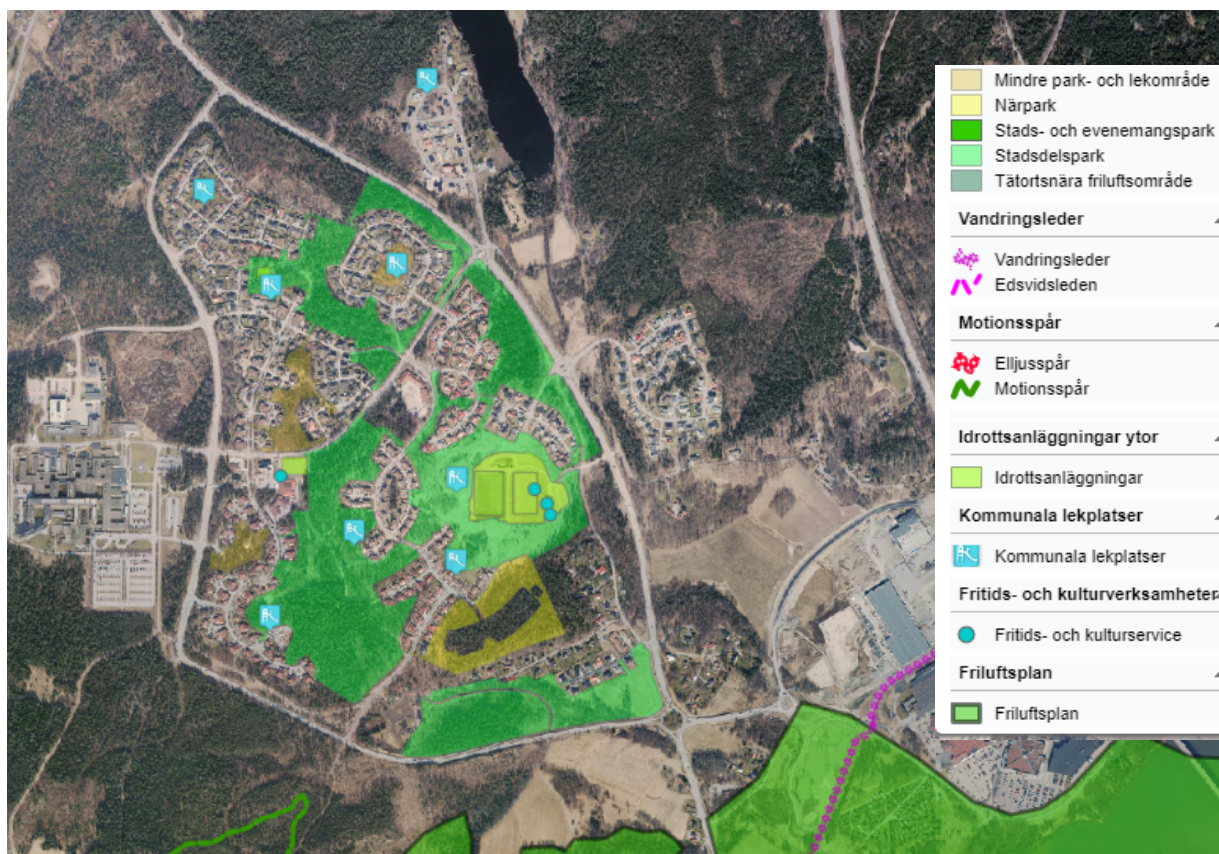 Mindre park- och lekområde
Närpark
Stads- och evenemangspark
Stadsdelspark
Tätortsnära friluftsområde
Vandringsleder
Vandringsleder
Edsvidsleden
Motionsspår
Elljusspår
Motionsspår
Idrottsanläggningar ytor
Idrottsanläggningar
Kommunala lekplatser
Kommunala lekplatser
Fritids- och kulturverksamheter
Fritids- och kulturservice
Friluftsplan
Friluftsplan